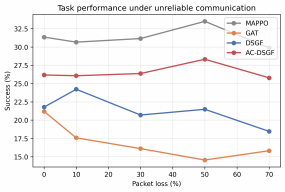 Task performance under unreliable communication
32.5
30.0
27.5
25.0
22.5
20.0
17.5
15.0
Success (%)
MAPPO
GAT
DSGF
AC-DSGF
0 10 20 30 40 50 60 70
Packet loss (%)